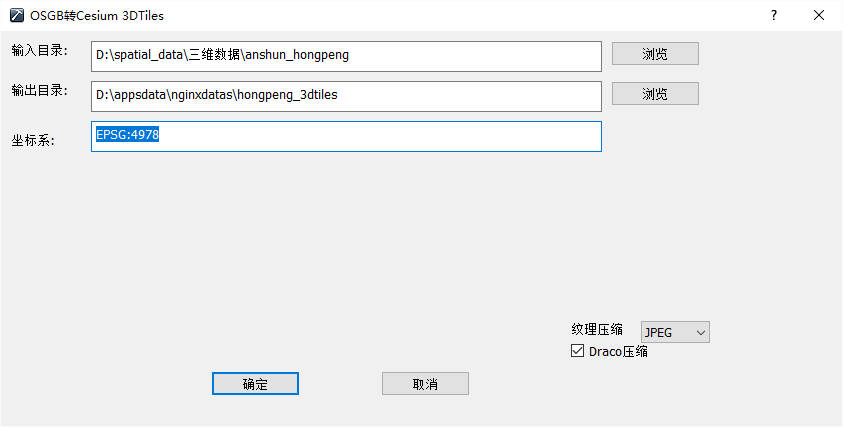 OSGB转Cesium 3DTiles
输入目录: D:\spatial_data\三维数据\anshun_hongpeng 浏览
输出目录: D:\appsdata\nginxdatas\hongpeng_3dtiles 浏览
坐标系: EPSG:4978
纹理压缩 JPEG
Draco压缩
确定 取消